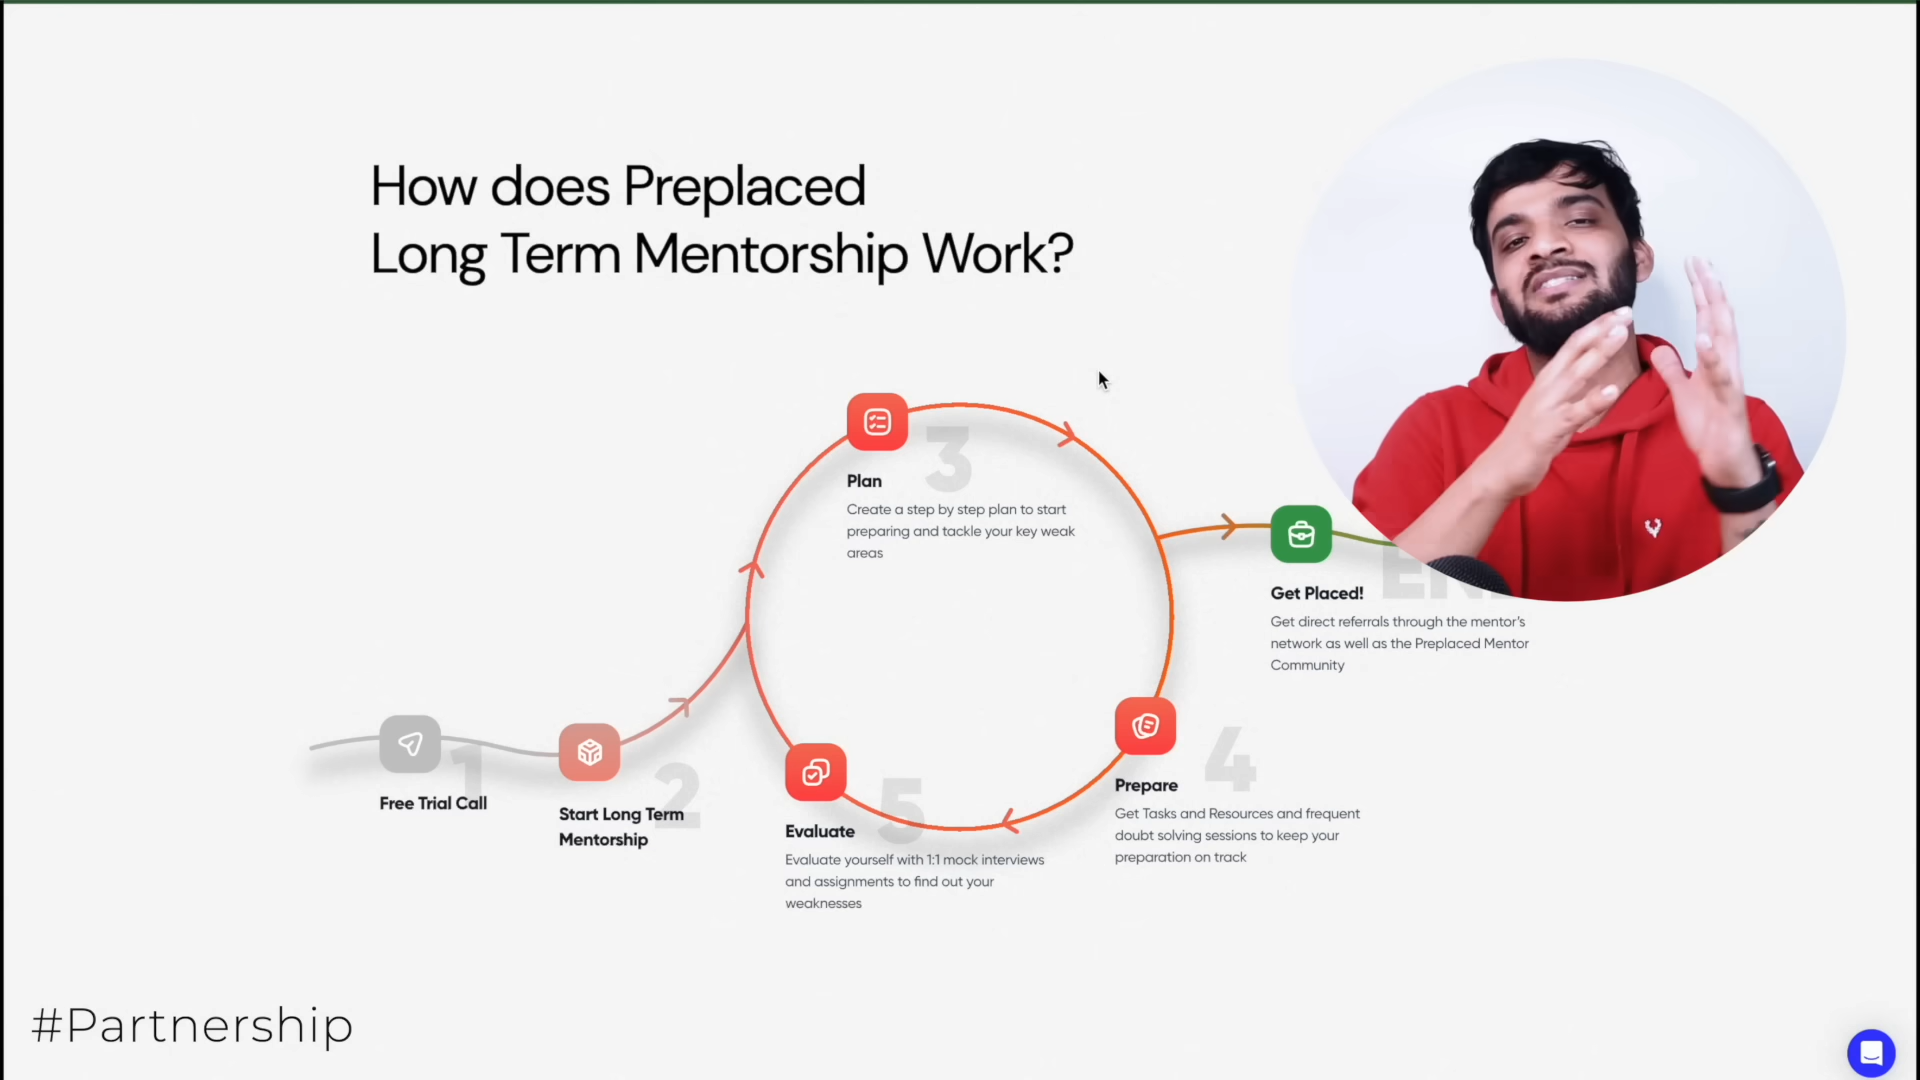 How does Preplaced
Long Term Mentorship Work?
3
Plan
Create a step by step plan to start
preparing and tackle your key weak
areas
Get Placed!
Get direct referrals through the mentor's
network as well as the Preplaced Mentor
Community
1
Free Trial Call
2
Start Long Term
Mentorship
4
Prepare
Get Tasks and Resources and frequent
doubt solving sessions to keep your
preparation on track
5
Evaluate
Evaluate yourself with 1:1 mock interviews
and assignments to find out your
weaknesses
#Partnership